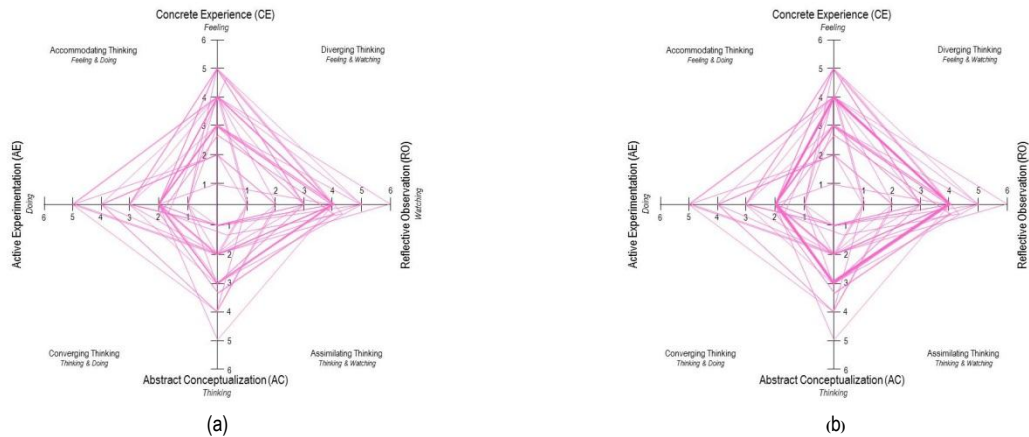 Concrete Experience (CE)
Feeling
6
Accommodating Thinking
Feeling & Doing
Diverging Thinking
Feeling & Watching
5
4
3
2
1
Active Experimentation (AE)
Doing
6 5 4 3 2
1 2 3 4 5 6
Reflective Observation (RO)
Watching
1
2
3
4
5
6
Converging Thinking
Thinking & Doing
Assimilating Thinking
Thinking & Watching
Abstract Conceptualization (AC)
Thinking
(a)
Concrete Experience (CE)
Feeling
6
Accommodating Thinking
Feeling & Doing
Diverging Thinking
Feeling & Watching
5
4
3
2
1
Active Experimentation (AE)
Doing
6 5 4 3 2
1 2 3 4 5 6
Reflective Observation (RO)
Watching
1
2
3
4
5
6
Converging Thinking
Thinking & Doing
Assimilating Thinking
Thinking & Watching
Abstract Conceptualization (AC)
Thinking
(b)